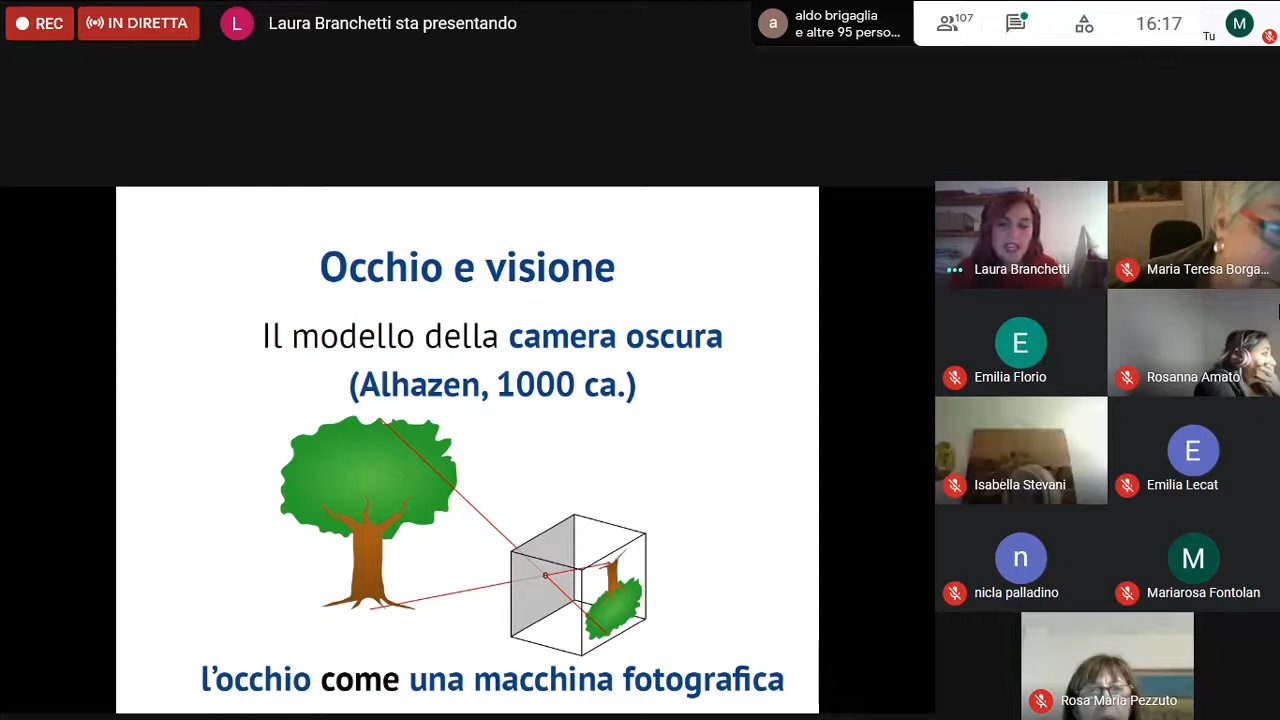 REC
IN DIRETTA
L
Laura Branchetti sta presentando
a
aldo brigaglia
e altre 95 perso...
107
16:17
Tu
M
Occhio e visione
Il modello della camera oscura
(Alhazen, 1000 ca.)
l'occhio come una macchina fotografica
Laura Branchetti
Maria Teresa Borga...
E
Emilia Florio
Rosanna Amato
Isabella Stevani
E
Emilia Lecat
n
nicla palladino
M
Mariarosa Fontolan
Rosa Maria Pezzuto